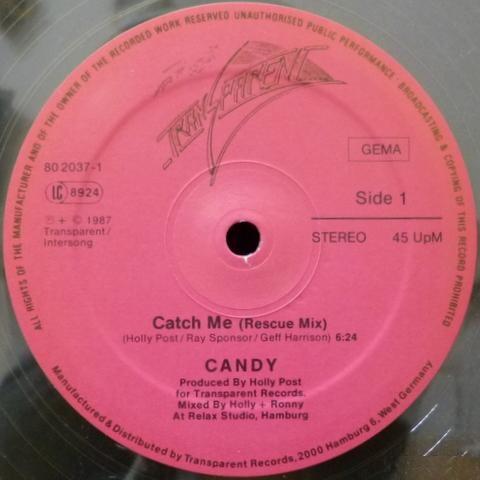 ALL RIGHTS OF THE MANUFACTURER AND OF THE OWNER OF THE RECORDED WORK RESERVED UNAUTHORISED PUBLIC PERFORMANCE · BROADCASTING & COPYING OF THIS RECORD PROHIBITED
TRANSPARENT
80 2037-1
GEMA
LC 8924
Side 1
℗ + © 1987
Transparent/
Intersong
STEREO 45 UpM
Catch Me (Rescue Mix)
(Holly Post/Ray Sponsor/Geff Harrison) 6:24
CANDY
Produced By Holly Post
for Transparent Records.
Mixed By Holly + Ronny
At Relax Studio, Hamburg
Manufactured & Distributed by Transparent Records, 2000 Hamburg 6, West Germany